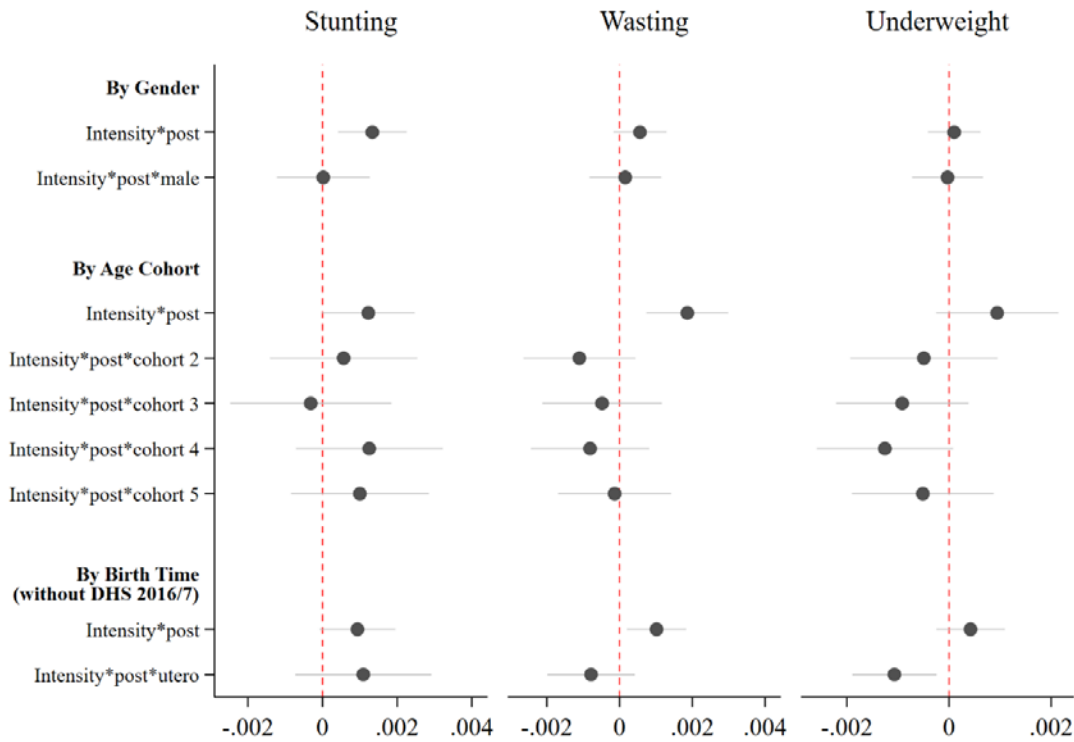 Stunting
Wasting
Underweight
By Gender
Intensity*post
Intensity*post*male
By Age Cohort
Intensity*post
Intensity*post*cohort 2
Intensity*post*cohort 3
Intensity*post*cohort 4
Intensity*post*cohort 5
By Birth Time
(without DHS 2016/7)
Intensity*post
Intensity*post*utero
-.002 0 .002 .004
-.002 0 .002 .004
-.002 0 .002